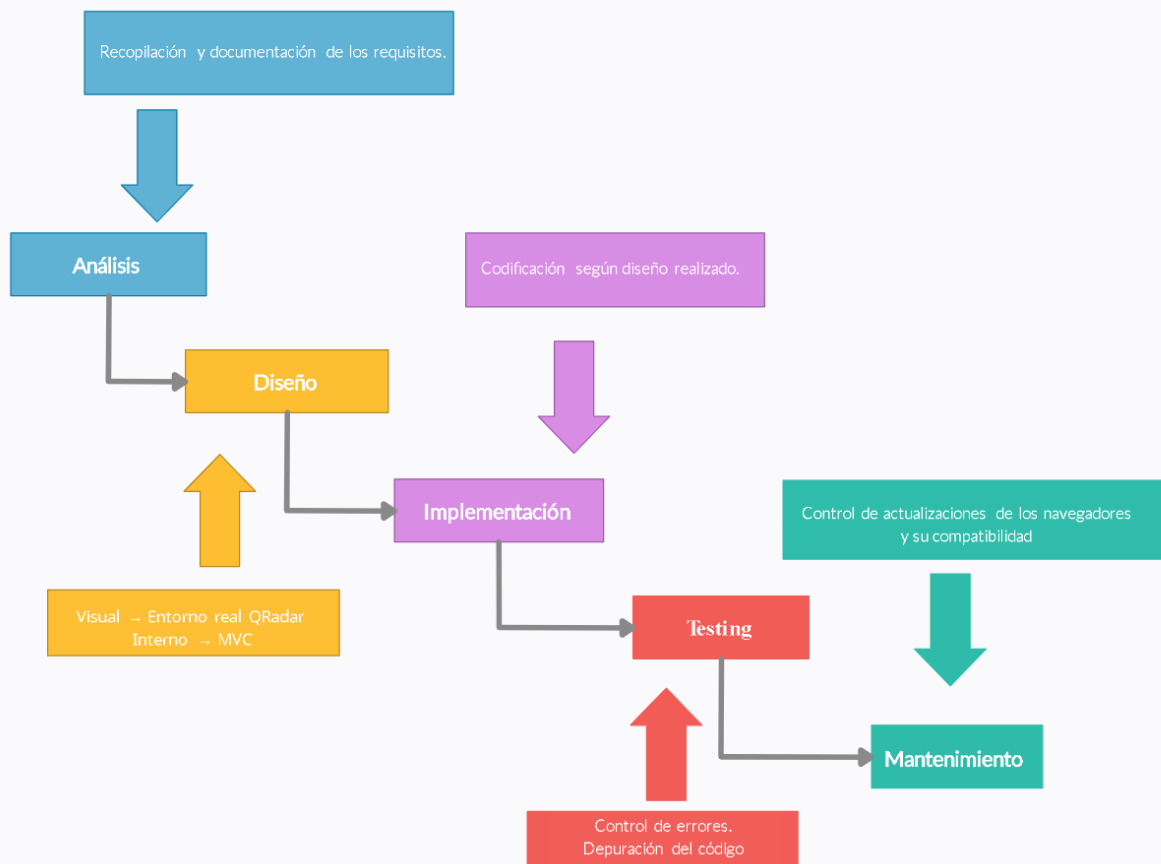 Recopilación y documentación de los requisitos.
Análisis
Codificación según diseño realizado.
Diseño
Implementación
Control de actualizaciones de los navegadores
y su compatibilidad
Visual → Entorno real QRadar
Interno → MVC
Testing
Mantenimiento
Control de errores.
Depuración del código